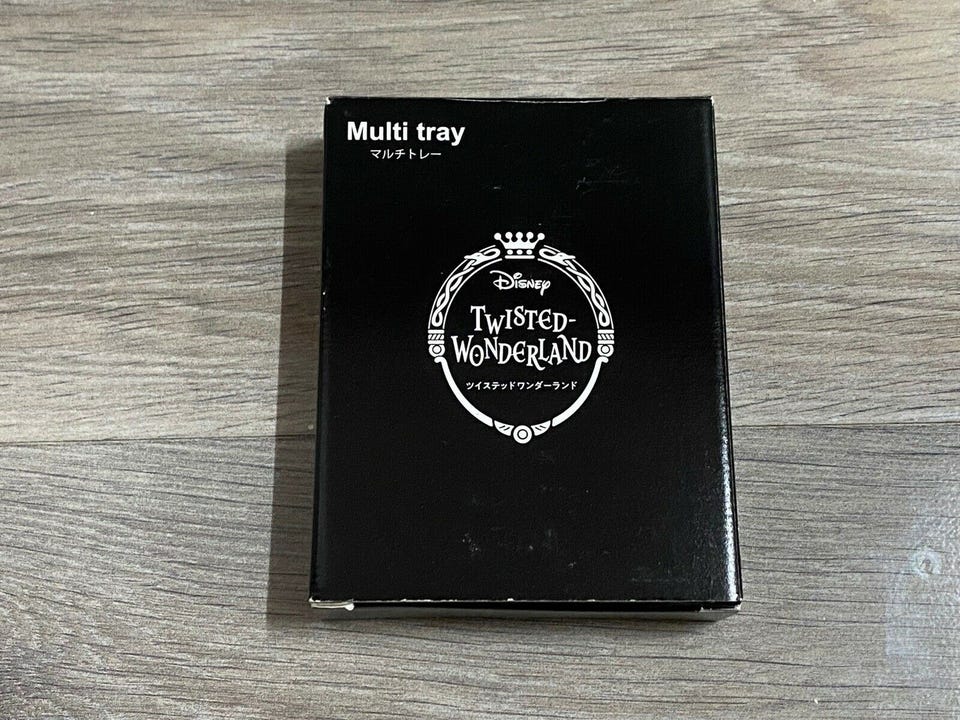 Multi tray
マルチトレー
Disney
TWISTED-
WONDERLAND
ツイステッドワンダーランド